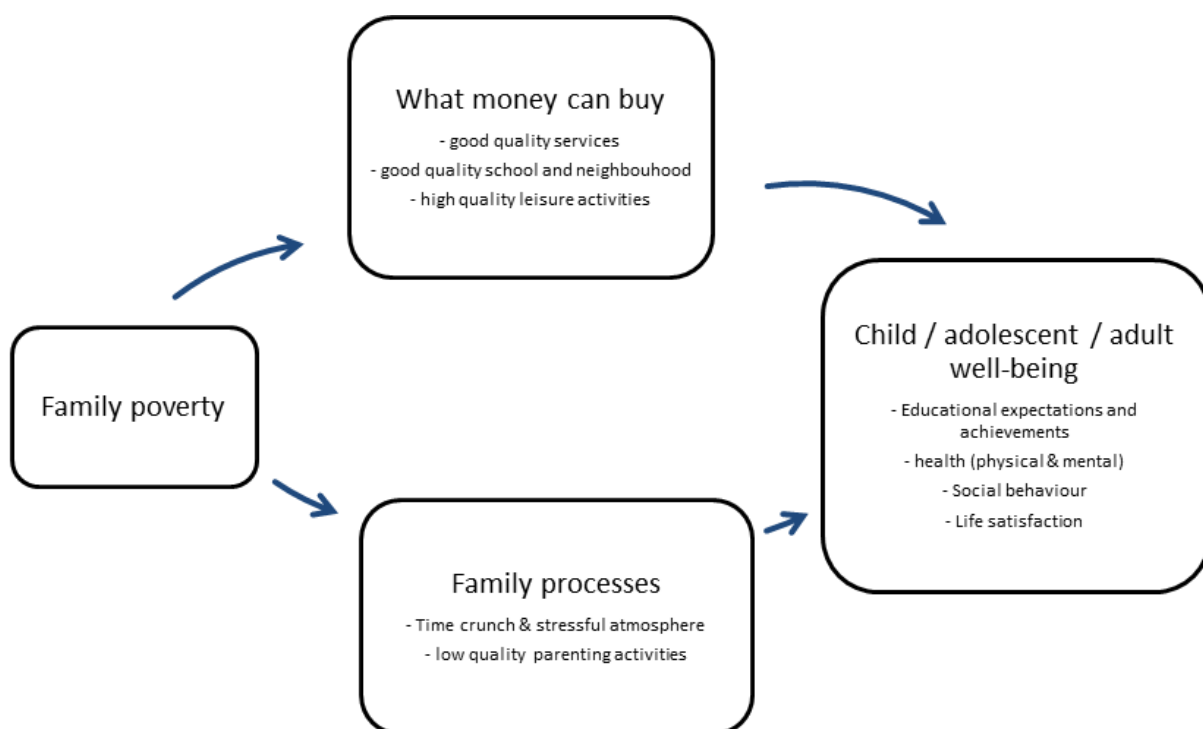 What money can buy
- good quality services
- good quality school and neighbouhood
- high quality leisure activities
Family poverty
Child / adolescent / adult
well-being
- Educational expectations and
achievements
- health (physical & mental)
- Social behaviour
- Life satisfaction
Family processes
- Time crunch & stressful atmosphere
- low quality parenting activities